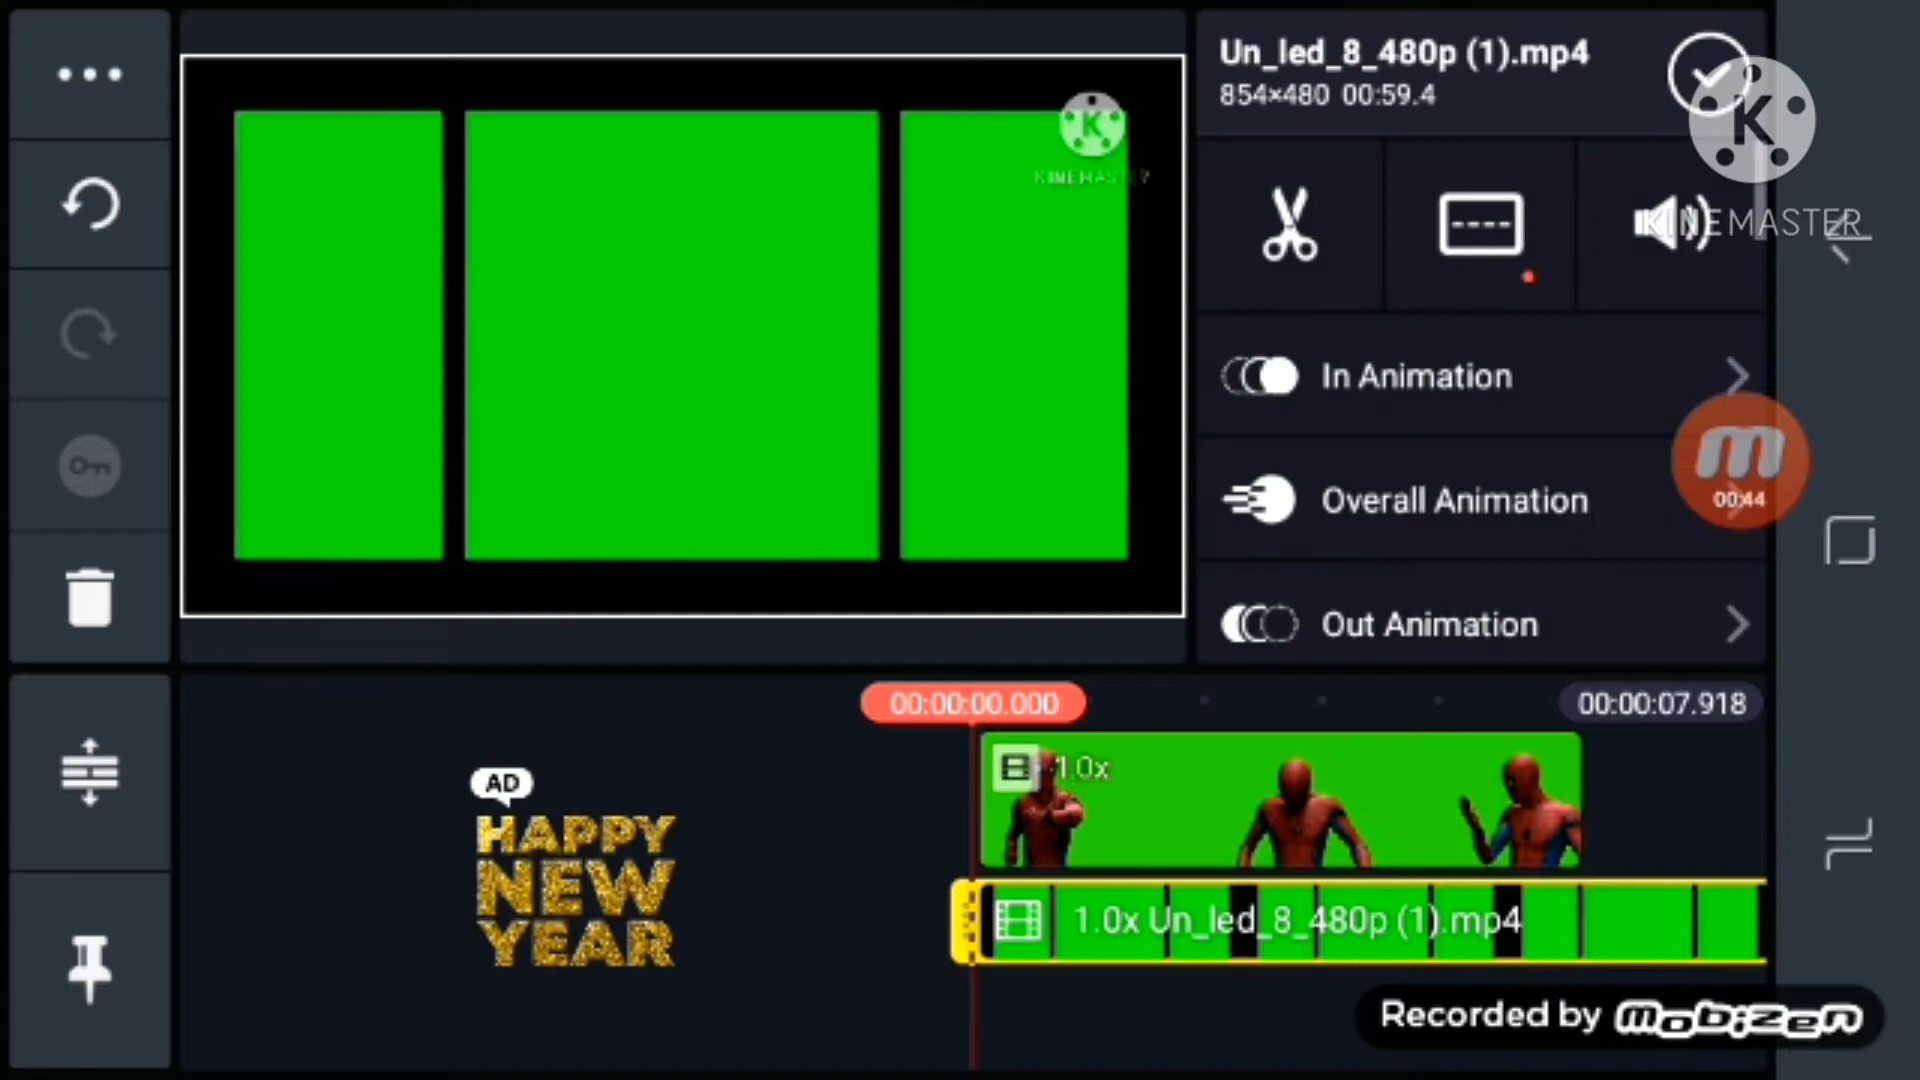 Un_led_8_480p (1).mp4
854×480 00:59.4
K
KINEMASTER
K
KINEMASTER
In Animation
Overall Animation
m
00:44
Out Animation
00:00:00.000
00:00:07.918
1.0x
AD
HAPPY
NEW
YEAR
1.0x Un_led_8_480p (1).mp4
Recorded by mobizen